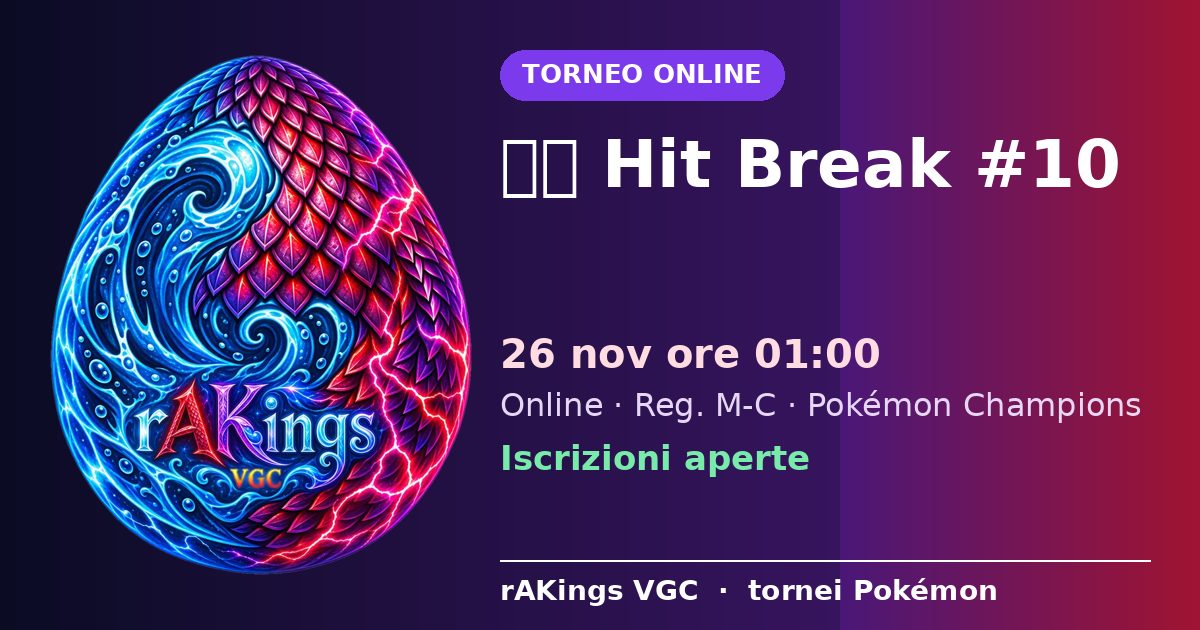 TORNEO ONLINE
Hit Break #10
26 nov ore 01:00
Online · Reg. M-C · Pokémon Champions
Iscrizioni aperte
rAKings
VGC
rAKings VGC · tornei Pokémon